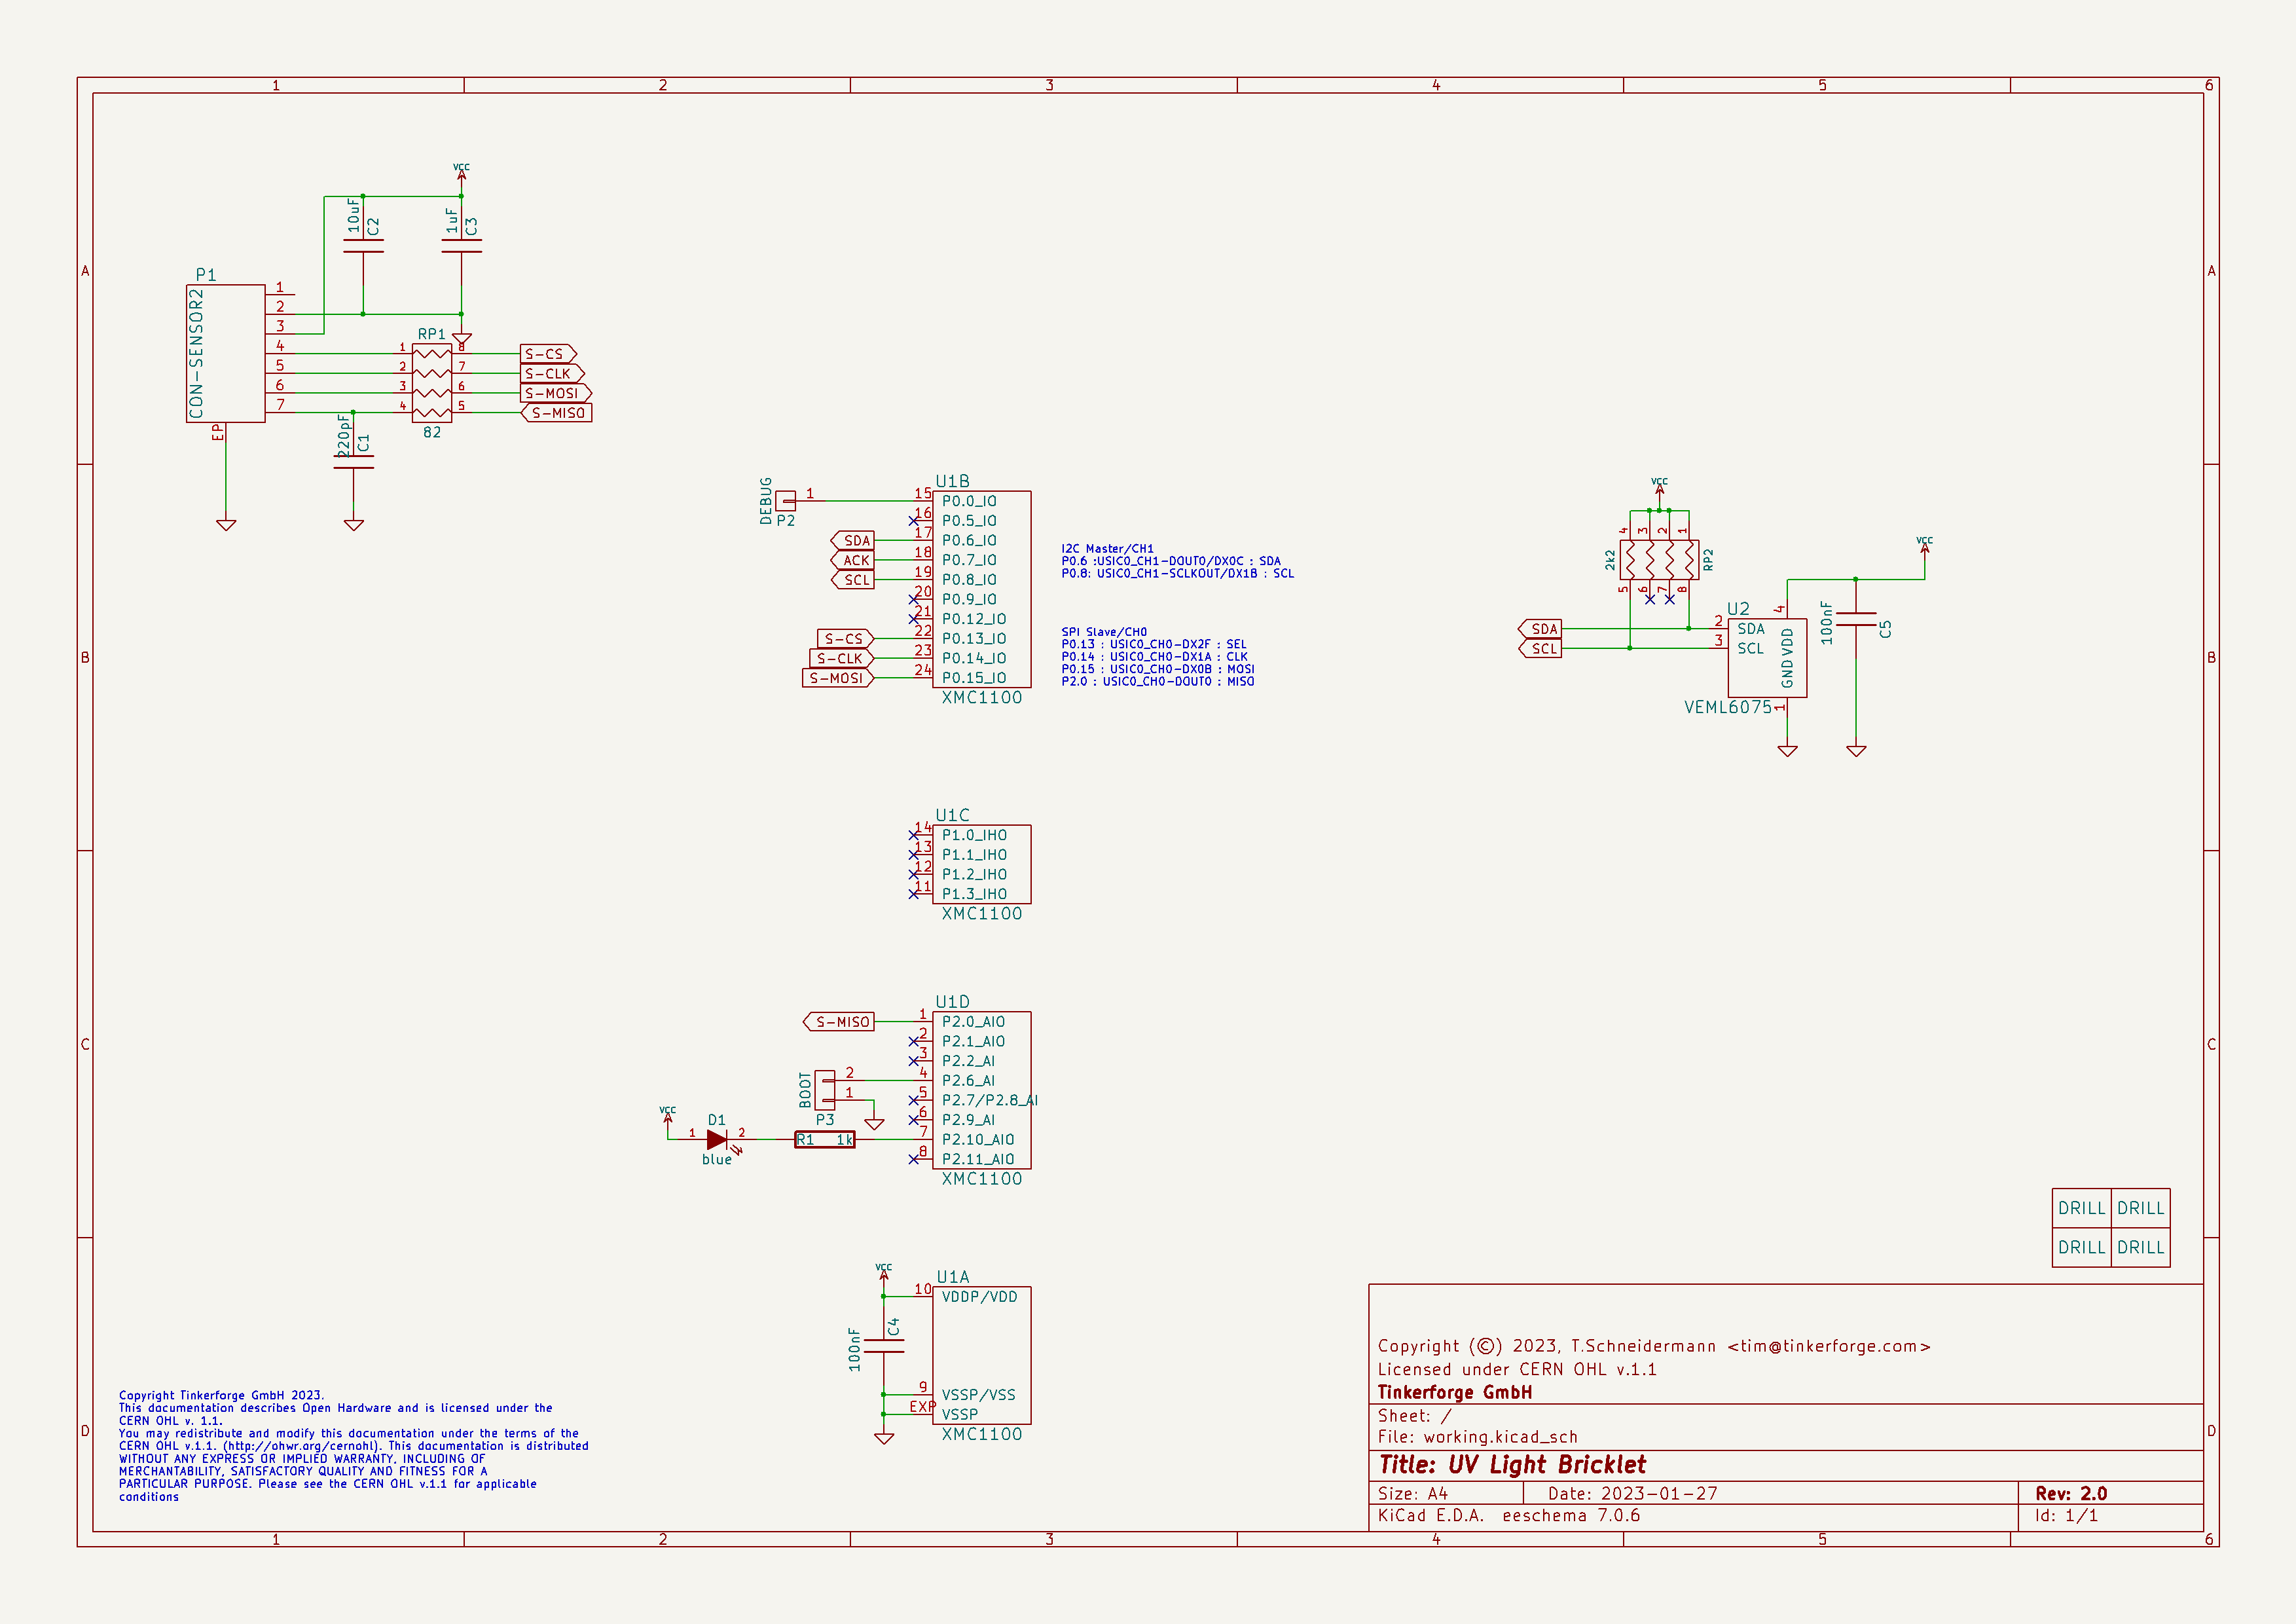 1 2 3 4 5 6
A
B
C
D
A
B
C
D
VCC
10uF
C2
1uF
C3
P1
CON-SENSOR2
1
2
3
4
5
6
7
EP
RP1
1 8
2 7
3 6
4 5
82
S-CS
S-CLK
S-MOSI
S-MISO
220pF
C1
DEBUG
P2
1
U1B
15 P0.0_IO
16 P0.5_IO
SDA 17 P0.6_IO
ACK 18 P0.7_IO
SCL 19 P0.8_IO
20 P0.9_IO
21 P0.12_IO
S-CS 22 P0.13_IO
S-CLK 23 P0.14_IO
S-MOSI 24 P0.15_IO
XMC1100
I2C Master/CH1
P0.6 :USIC0_CH1-DOUT0/DX0C : SDA
P0.8: USIC0_CH1-SCLKOUT/DX1B : SCL
SPI Slave/CH0
P0.13 : USIC0_CH0-DX2F : SEL
P0.14 : USIC0_CH0-DX1A : CLK
P0.15 : USIC0_CH0-DX0B : MOSI
P2.0 : USIC0_CH0-DOUT0 : MISO
VCC
4 3 2 1
2k2
RP2
5 6 7 8
VCC
SDA
SCL
U2
2 SDA
3 SCL
4
VDD
GND
1
VEML6075
100nF
C5
U1C
14 P1.0_IHO
13 P1.1_IHO
12 P1.2_IHO
11 P1.3_IHO
XMC1100
U1D
S-MISO 1 P2.0_AIO
2 P2.1_AIO
3 P2.2_AI
4 P2.6_AI
5 P2.7/P2.8_AI
6 P2.9_AI
7 P2.10_AIO
8 P2.11_AIO
XMC1100
BOOT
2
1
P3
VCC
D1
1 2
blue
R1 1k
VCC
U1A
10 VDDP/VDD
100nF
C4
9 VSSP/VSS
EXP VSSP
XMC1100
DRILL DRILL
DRILL DRILL
Copyright Tinkerforge GmbH 2023.
This documentation describes Open Hardware and is licensed under the
CERN OHL v. 1.1.
You may redistribute and modify this documentation under the terms of the
CERN OHL v.1.1. (http://ohwr.org/cernohl). This documentation is distributed
WITHOUT ANY EXPRESS OR IMPLIED WARRANTY, INCLUDING OF
MERCHANTABILITY, SATISFACTORY QUALITY AND FITNESS FOR A
PARTICULAR PURPOSE. Please see the CERN OHL v.1.1 for applicable
conditions
Copyright (©) 2023, T.Schneidermann <tim@tinkerforge.com>
Licensed under CERN OHL v.1.1
Tinkerforge GmbH
Sheet: /
File: working.kicad_sch
Title: UV Light Bricklet
Size: A4 Date: 2023-01-27 Rev: 2.0
KiCad E.D.A. eeschema 7.0.6 Id: 1/1
1 2 3 4 5 6